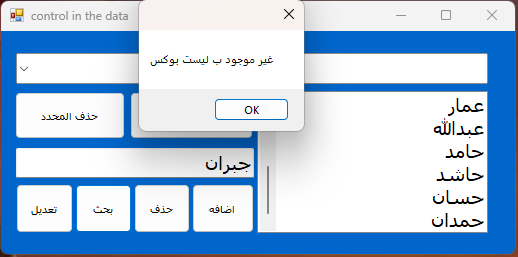 control in the data
غير موجود ب ليست بوكس
OK
حذف المحدد
جبران
اضافه
حذف
بحث
تعديل
عمار
عبدالله
حامد
حاشد
حسان
حمدان